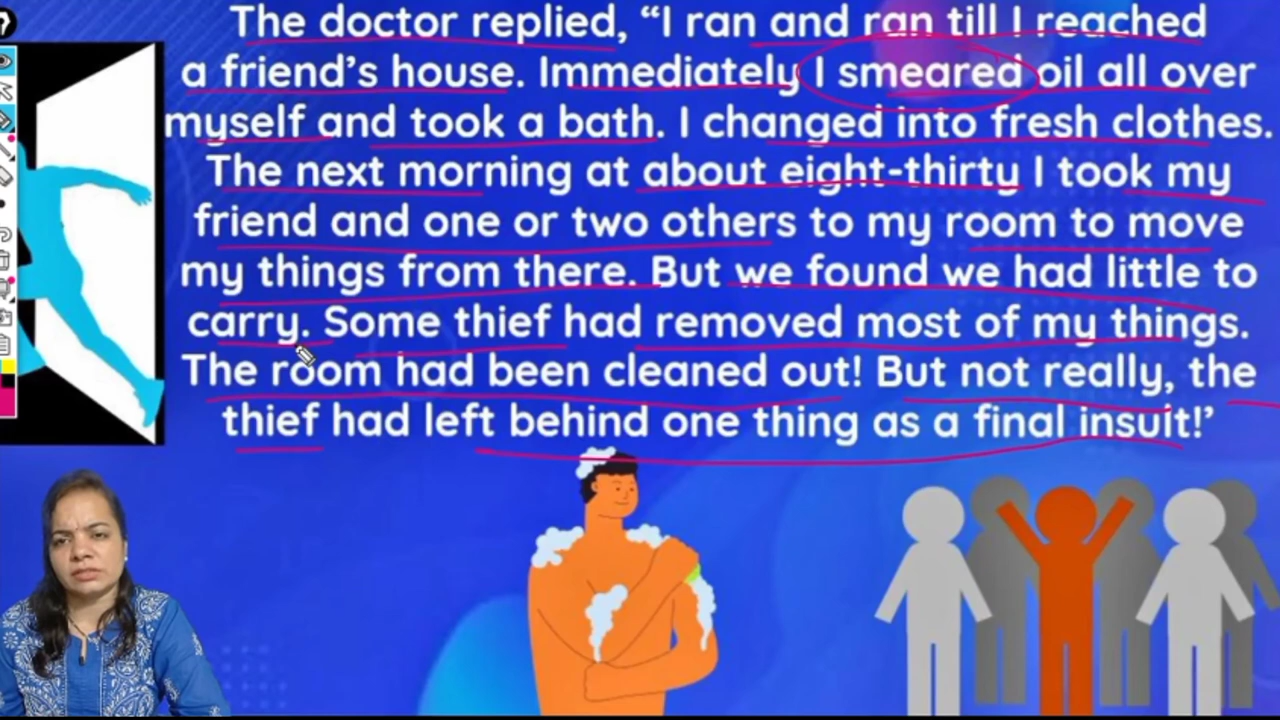 The doctor replied, “I ran and ran till I reached
a friend’s house. Immediately I smeared oil all over
myself and took a bath. I changed into fresh clothes.
The next morning at about eight-thirty I took my
friend and one or two others to my room to move
my things from there. But we found we had little to
carry. Some thief had removed most of my things.
The room had been cleaned out! But not really, the
thief had left behind one thing as a final insult!’